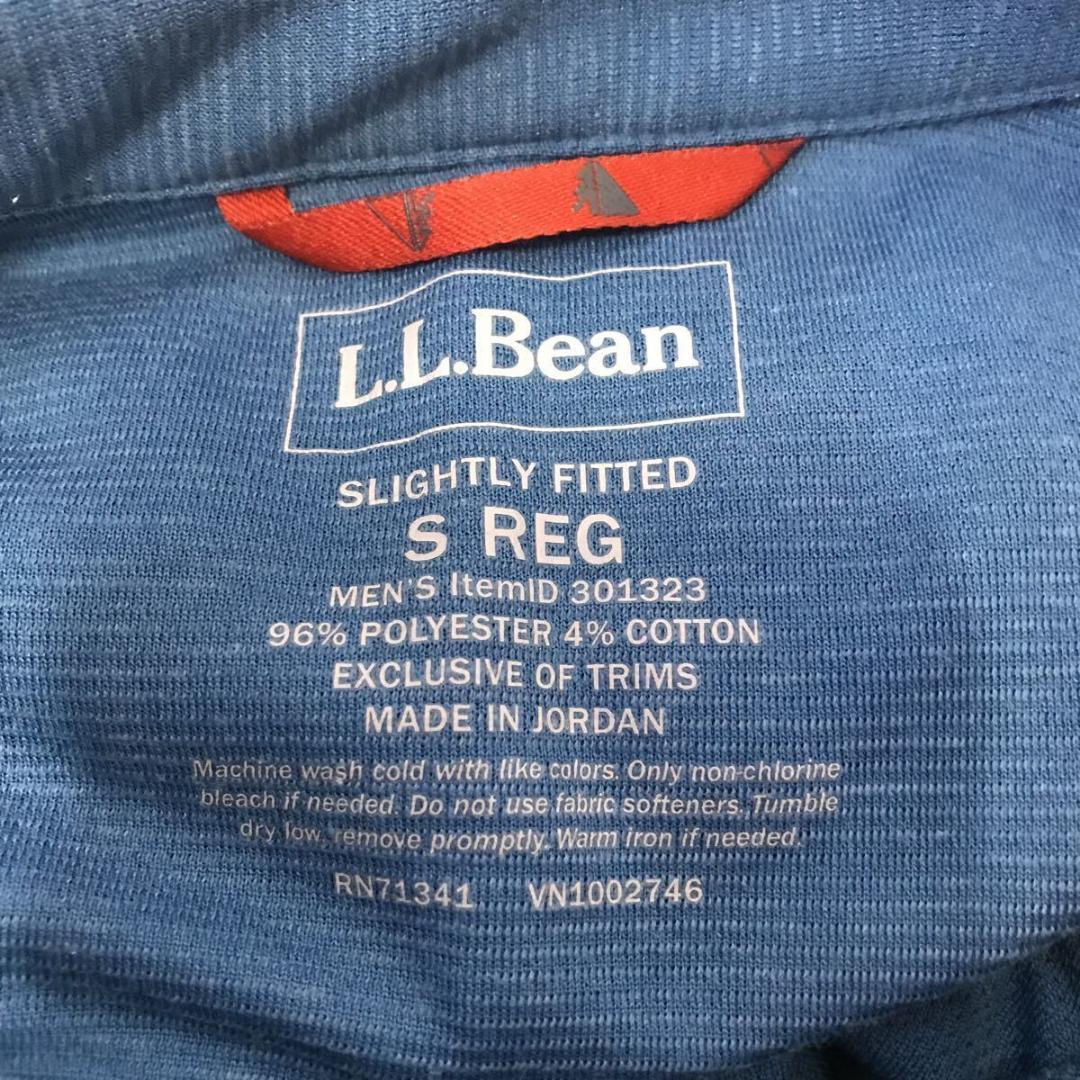 L.L.Bean
SLIGHTLY FITTED
S REG
MEN'S ItemID 301323
96% POLYESTER 4% COTTON
EXCLUSIVE OF TRIMS
MADE IN JORDAN
Machine wash cold with like colors. Only non-chlorine
bleach if needed. Do not use fabric softeners. Tumble
dry low, remove promptly. Warm iron if needed.
RN71341 VN1002746